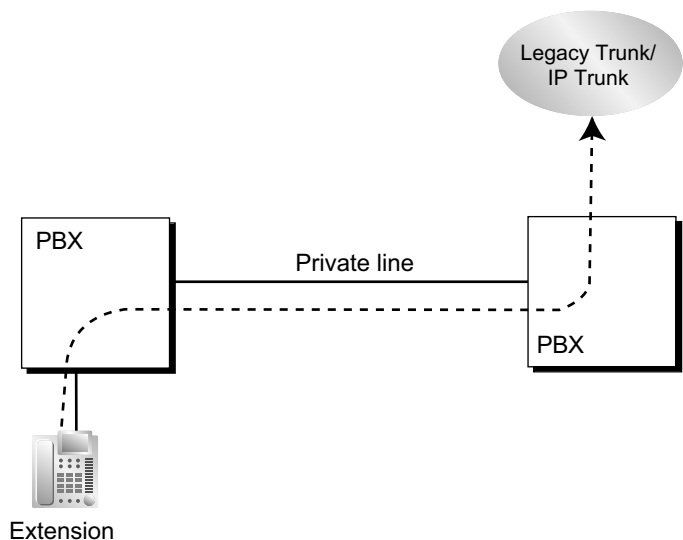 Legacy Trunk/
IP Trunk
PBX
Private line
PBX
Extension